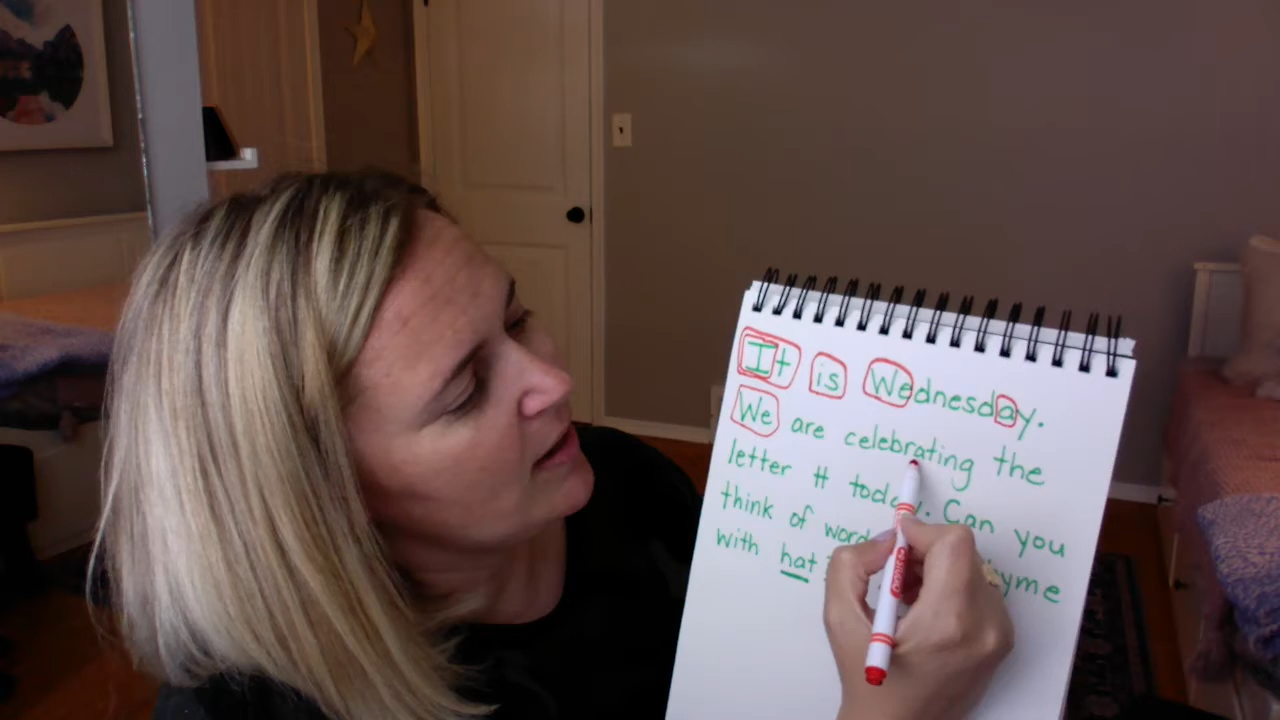 It is Wednesday.
We are celebrating the
letter H today. Can you
think of
with hat